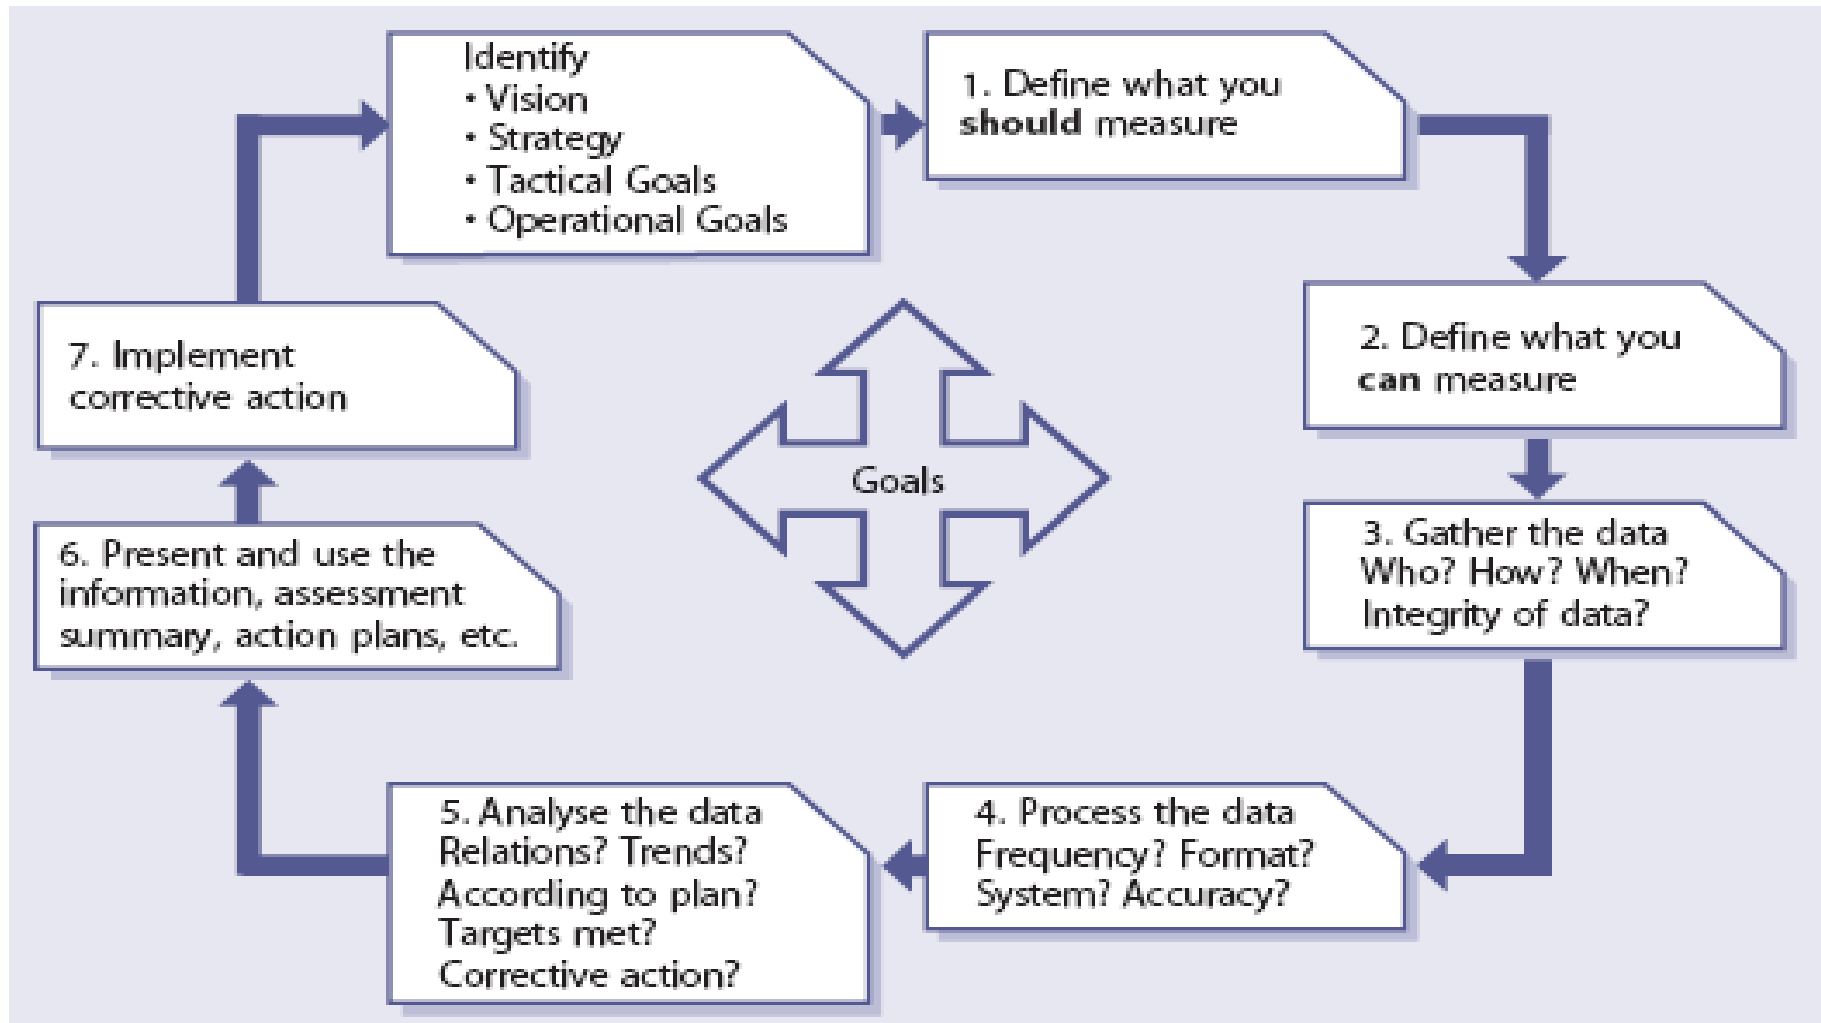 Identify
• Vision
• Strategy
• Tactical Goals
• Operational Goals
1. Define what you
should measure
2. Define what you
can measure
3. Gather the data
Who? How? When?
Integrity of data?
4. Process the data
Frequency? Format?
System? Accuracy?
5. Analyse the data
Relations? Trends?
According to plan?
Targets met?
Corrective action?
6. Present and use the
information, assessment
summary, action plans, etc.
7. Implement
corrective action
Goals